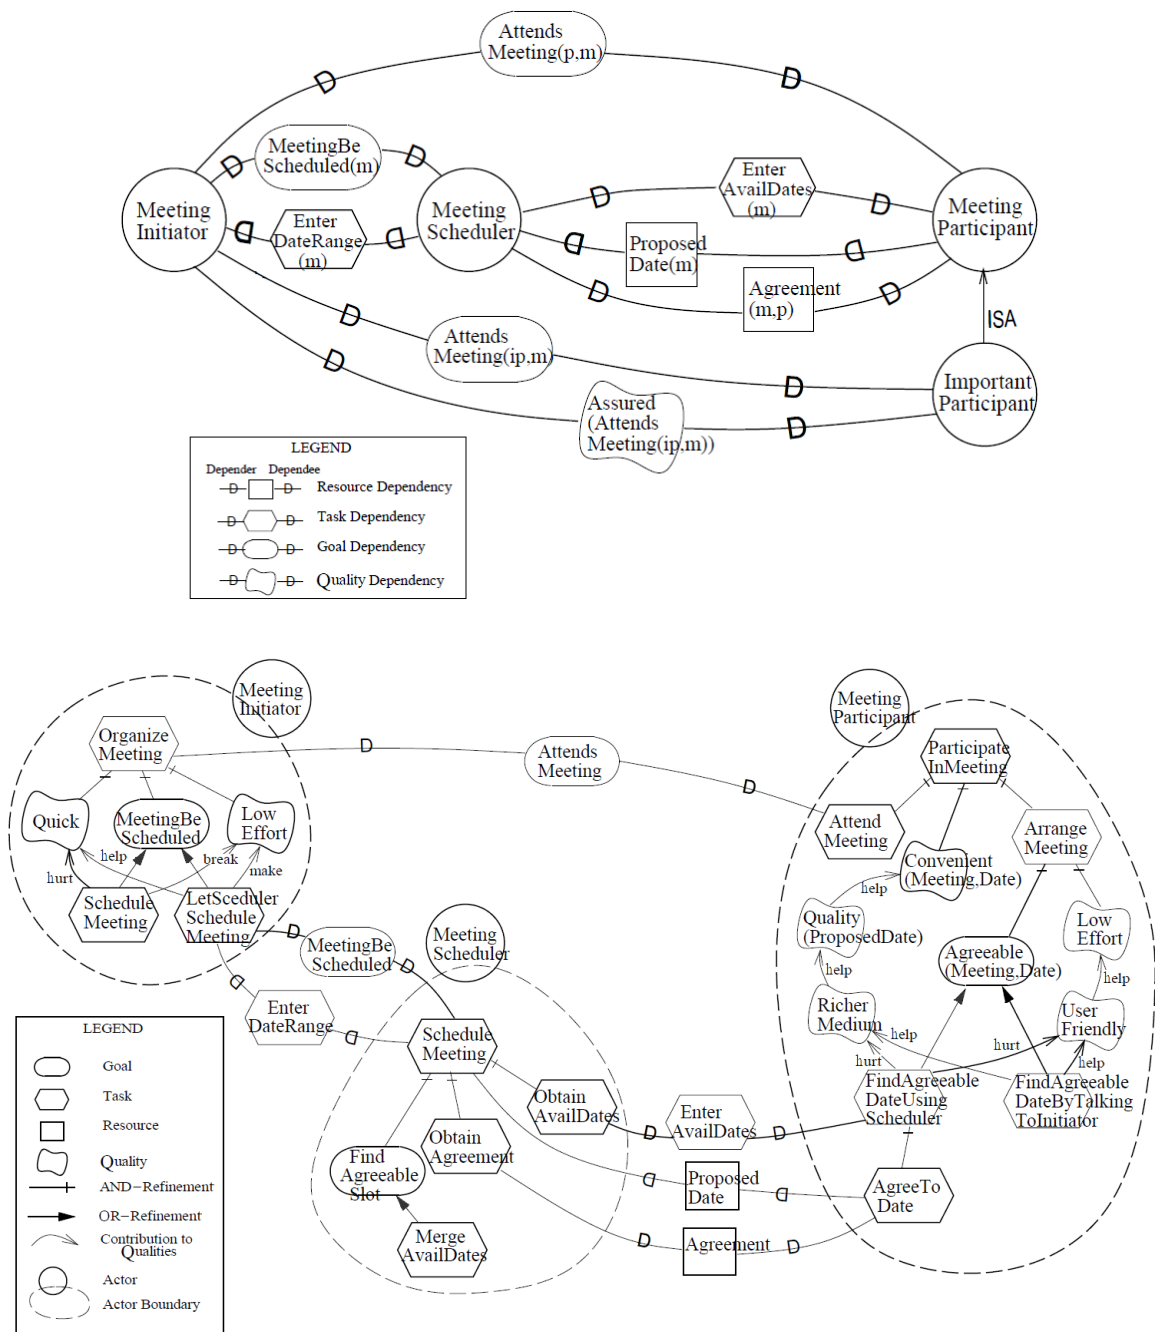 Attends
Meeting(p,m)
D
D
MeetingBe
Scheduled(m)
D
D
Meeting
Initiator
Enter
DateRange
(m)
D
D
Meeting
Scheduler
D
Enter
AvailDates
(m)
D
Meeting
Participant
D
Proposed
Date(m)
D
D
Agreement
(m,p)
D
ISA
D
Attends
Meeting(ip,m)
D
Important
Participant
D
Assured
(Attends
Meeting(ip,m))
D
LEGEND
Depender Dependee
D D Resource Dependency
D D Task Dependency
D D Goal Dependency
D D Quality Dependency
Meeting
Initiator
Organize
Meeting
D
Attends
Meeting
D
Meeting
Participant
Participate
InMeeting
Quick
MeetingBe
Scheduled
Low
Effort
hurt
help
break
make
Schedule
Meeting
LetSceduler
Schedule
Meeting
Attend
Meeting
Arrange
Meeting
Convenient
(Meeting,Date)
help
Quality
(ProposedDate)
Low
Effort
Agreeable
(Meeting,Date)
help
help
Richer
Medium
User
Friendly
help
hurt
hurt
help
FindAgreeable
DateUsing
Scheduler
FindAgreeable
DateByTalking
ToInitiator
D
MeetingBe
Scheduled
D
Meeting
Scheduler
D
Enter
DateRange
D
Schedule
Meeting
Obtain
AvailDates
D
Enter
AvailDates
D
Obtain
Agreement
Find
Agreeable
Slot
Merge
AvailDates
D
Proposed
Date
D
AgreeTo
Date
D
Agreement
D
LEGEND
Goal
Task
Resource
Quality
AND-Refinement
OR-Refinement
Contribution to
Qualities
Actor
Actor Boundary